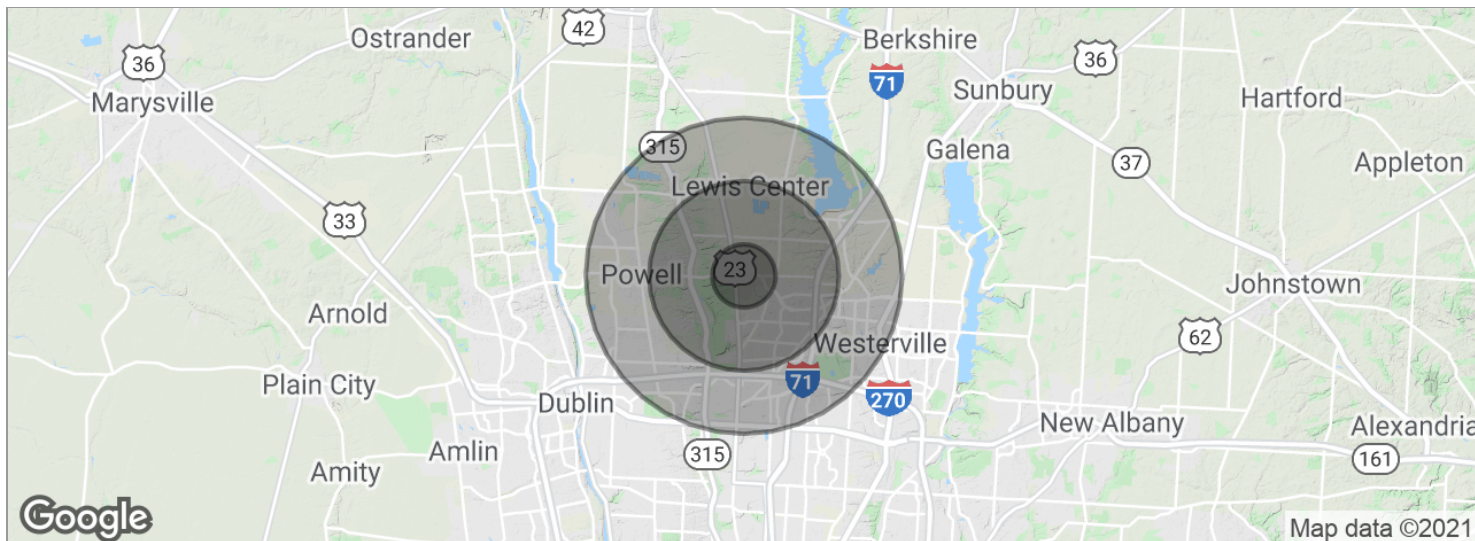 Ostrander
42
Berkshire
36
36
71
Sunbury
Marysville
Hartford
315
Galena
37
Appleton
Lewis Center
33
Powell
23
Johnstown
Arnold
62
Westerville
Plain City
71
270
Dublin
New Albany
Alexandria
Amlin
315
161
Amity
Google
Map data ©2021